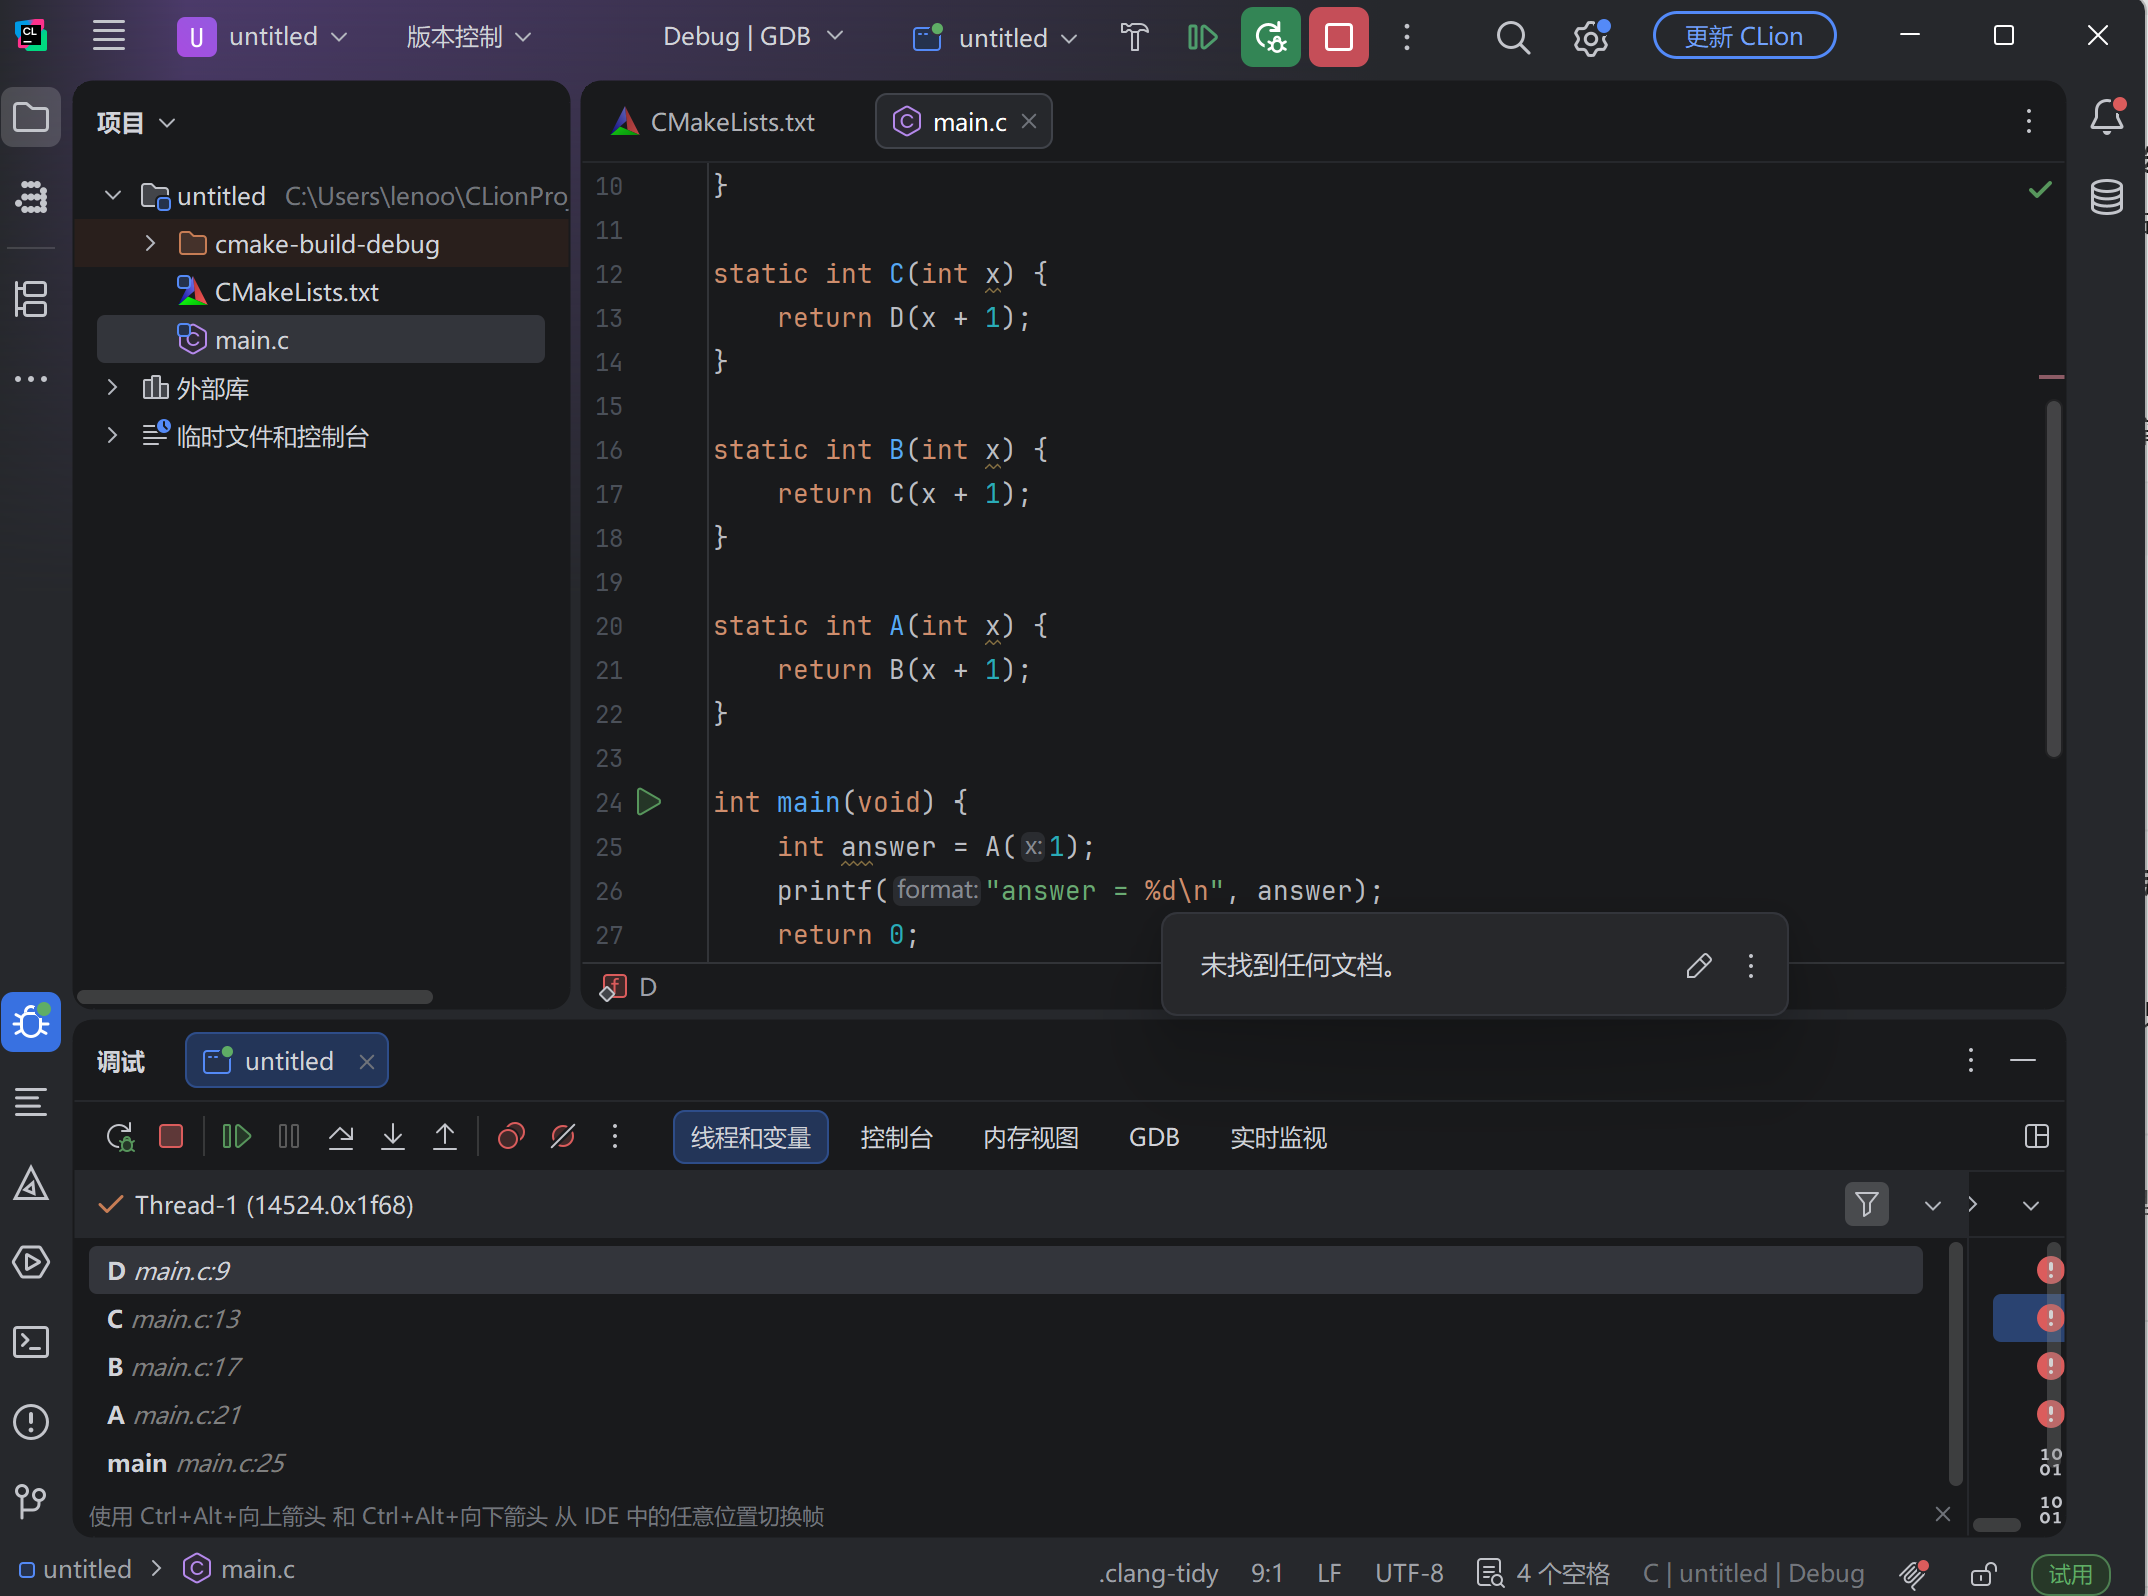 U untitled 版本控制 Debug | GDB untitled 更新 CLion
项目
CMakeLists.txt main.c
untitled C:\Users\lenoo\CLionPro
cmake-build-debug
CMakeLists.txt
main.c
外部库
临时文件和控制台
10 }
11
12 static int C(int x) {
13 return D(x + 1);
14 }
15
16 static int B(int x) {
17 return C(x + 1);
18 }
19
20 static int A(int x) {
21 return B(x + 1);
22 }
23
24 int main(void) {
25 int answer = A( x: 1);
26 printf( format: "answer = %d\n", answer);
27 return 0;
未找到任何文档。
D
调试 untitled
线程和变量 控制台 内存视图 GDB 实时监视
Thread-1 (14524.0x1f68)
D main.c:9
C main.c:13
B main.c:17
A main.c:21
main main.c:25
使用 Ctrl+Alt+向上箭头 和 Ctrl+Alt+向下箭头 从 IDE 中的任意位置切换帧
untitled main.c .clang-tidy 9:1 LF UTF-8 4 个空格 C | untitled | Debug 试用